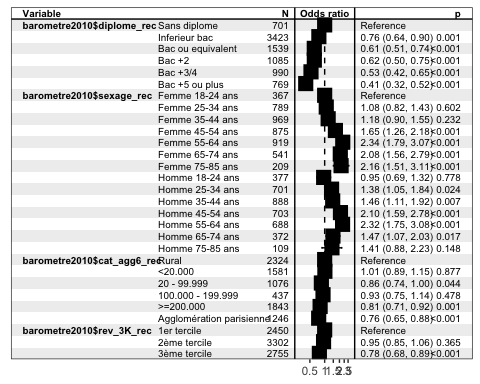 Variable N Odds ratio p
barometre2010$diplome_rec Sans diplome 701 Reference
Inferieur bac 3423 0.76 (0.64, 0.90) 0.001
Bac ou equivalent 1539 0.61 (0.51, 0.74) <0.001
Bac +2 1085 0.62 (0.50, 0.75) <0.001
Bac +3/4 990 0.53 (0.42, 0.65) <0.001
Bac +5 ou plus 769 0.41 (0.32, 0.52) <0.001
barometre2010$sexage_rec Femme 18-24 ans 367 Reference
Femme 25-34 ans 789 1.08 (0.82, 1.43) 0.602
Femme 35-44 ans 969 1.18 (0.90, 1.55) 0.232
Femme 45-54 ans 875 1.65 (1.26, 2.18) <0.001
Femme 55-64 ans 919 2.34 (1.79, 3.07) <0.001
Femme 65-74 ans 541 2.08 (1.56, 2.79) <0.001
Femme 75-85 ans 209 2.16 (1.51, 3.11) <0.001
Homme 18-24 ans 377 0.95 (0.69, 1.32) 0.778
Homme 25-34 ans 701 1.38 (1.05, 1.84) 0.024
Homme 35-44 ans 888 1.46 (1.11, 1.92) 0.007
Homme 45-54 ans 703 2.10 (1.59, 2.78) <0.001
Homme 55-64 ans 688 2.32 (1.75, 3.08) <0.001
Homme 65-74 ans 372 1.47 (1.07, 2.03) 0.017
Homme 75-85 ans 109 1.41 (0.88, 2.23) 0.148
barometre2010$cat_agg6_rec Rural 2324 Reference
<20.000 1581 1.01 (0.89, 1.15) 0.877
20 - 99.999 1076 0.86 (0.74, 1.00) 0.044
100.000 - 199.999 437 0.93 (0.75, 1.14) 0.478
>=200.000 1843 0.81 (0.71, 0.92) 0.001
Agglomération parisienne 1246 0.76 (0.65, 0.88) <0.001
barometre2010$rev_3K_rec 1er tercile 2450 Reference
2ème tercile 3302 0.95 (0.85, 1.06) 0.365
3ème tercile 2755 0.78 (0.68, 0.89) <0.001
0.5 1 1.5 2 2.5 3